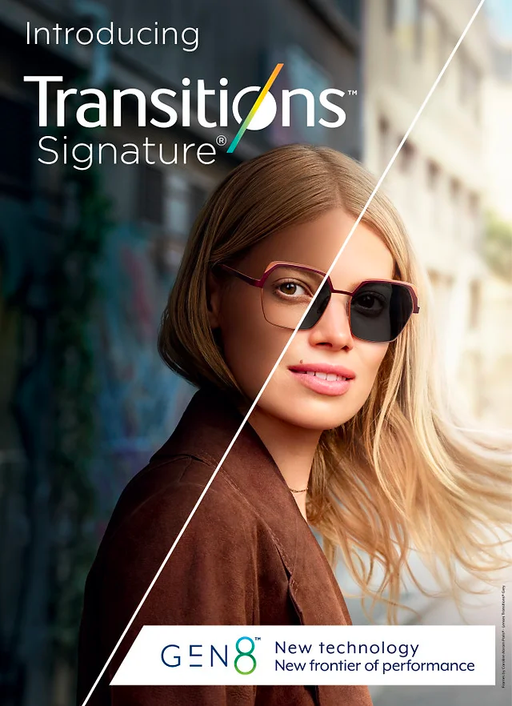 Introducing
Transitions™
Signature®
GEN8™
New technology
New frontier of performance